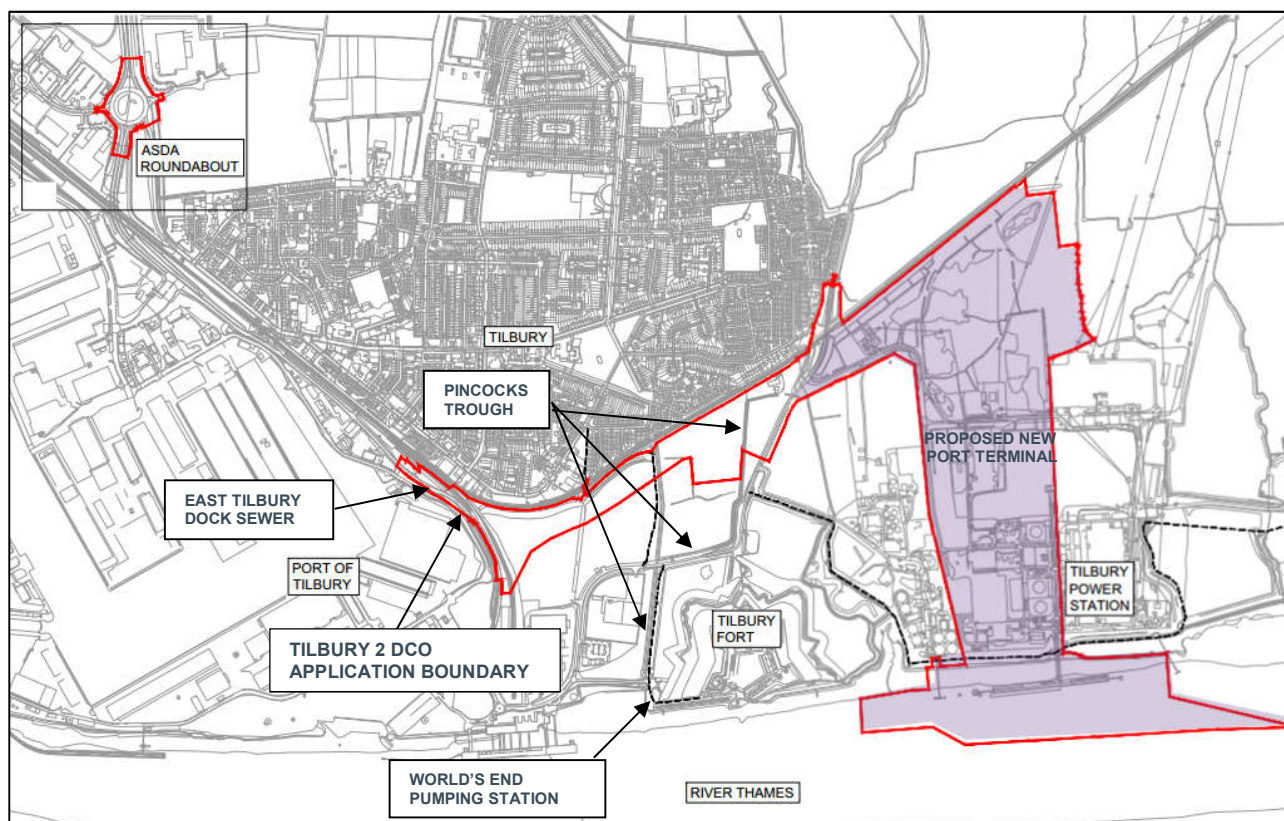 ASDA
ROUNDABOUT
TILBURY
PINCOCKS
TROUGH
PROPOSED NEW
PORT TERMINAL
EAST TILBURY
DOCK SEWER
PORT OF
TILBURY
TILBURY
POWER
STATION
TILBURY
FORT
TILBURY 2 DCO
APPLICATION BOUNDARY
WORLD'S END
PUMPING STATION
RIVER THAMES